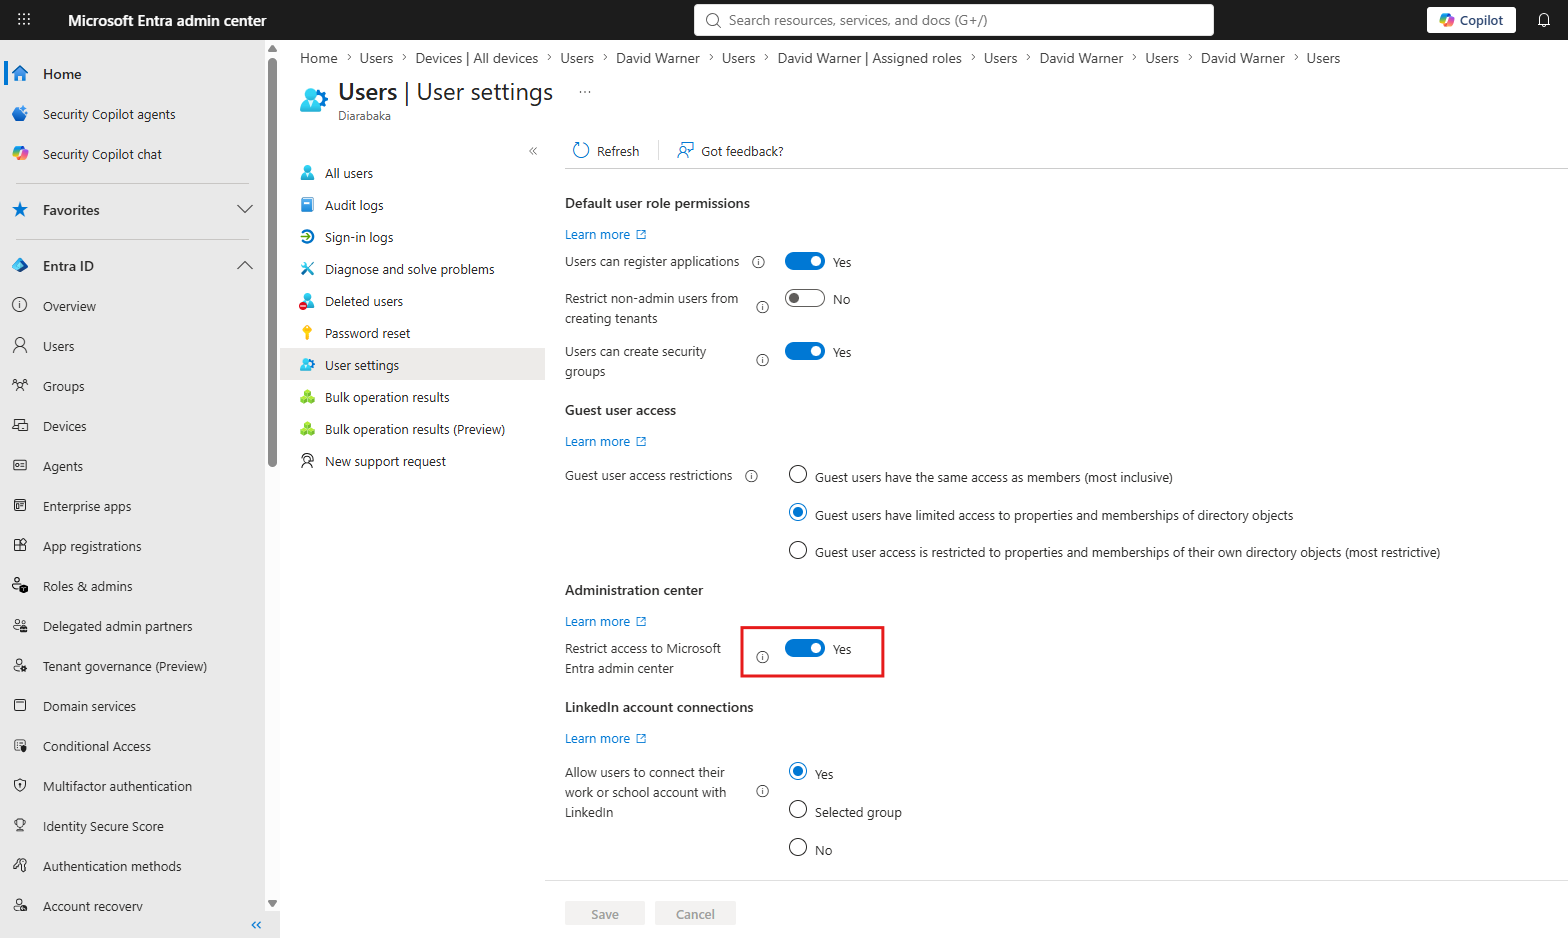 Microsoft Entra admin center
Search resources, services, and docs (G+/)
Copilot
Home
Security Copilot agents
Security Copilot chat
Favorites
Entra ID
Overview
Users
Groups
Devices
Agents
Enterprise apps
App registrations
Roles & admins
Delegated admin partners
Tenant governance (Preview)
Domain services
Conditional Access
Multifactor authentication
Identity Secure Score
Authentication methods
Account recovery
Home > Users > Devices | All devices > Users > David Warner > Users > David Warner | Assigned roles > Users > David Warner > Users > David Warner > Users
Users | User settings ...
Diarabaka
All users
Audit logs
Sign-in logs
Diagnose and solve problems
Deleted users
Password reset
User settings
Bulk operation results
Bulk operation results (Preview)
New support request
Refresh
Got feedback?
Default user role permissions
Learn more
Users can register applications
Yes
Restrict non-admin users from
creating tenants
No
Users can create security
groups
Yes
Guest user access
Learn more
Guest user access restrictions
Guest users have the same access as members (most inclusive)
Guest users have limited access to properties and memberships of directory objects
Guest user access is restricted to properties and memberships of their own directory objects (most restrictive)
Administration center
Learn more
Restrict access to Microsoft
Entra admin center
Yes
LinkedIn account connections
Learn more
Allow users to connect their
work or school account with
LinkedIn
Yes
Selected group
No
Save
Cancel